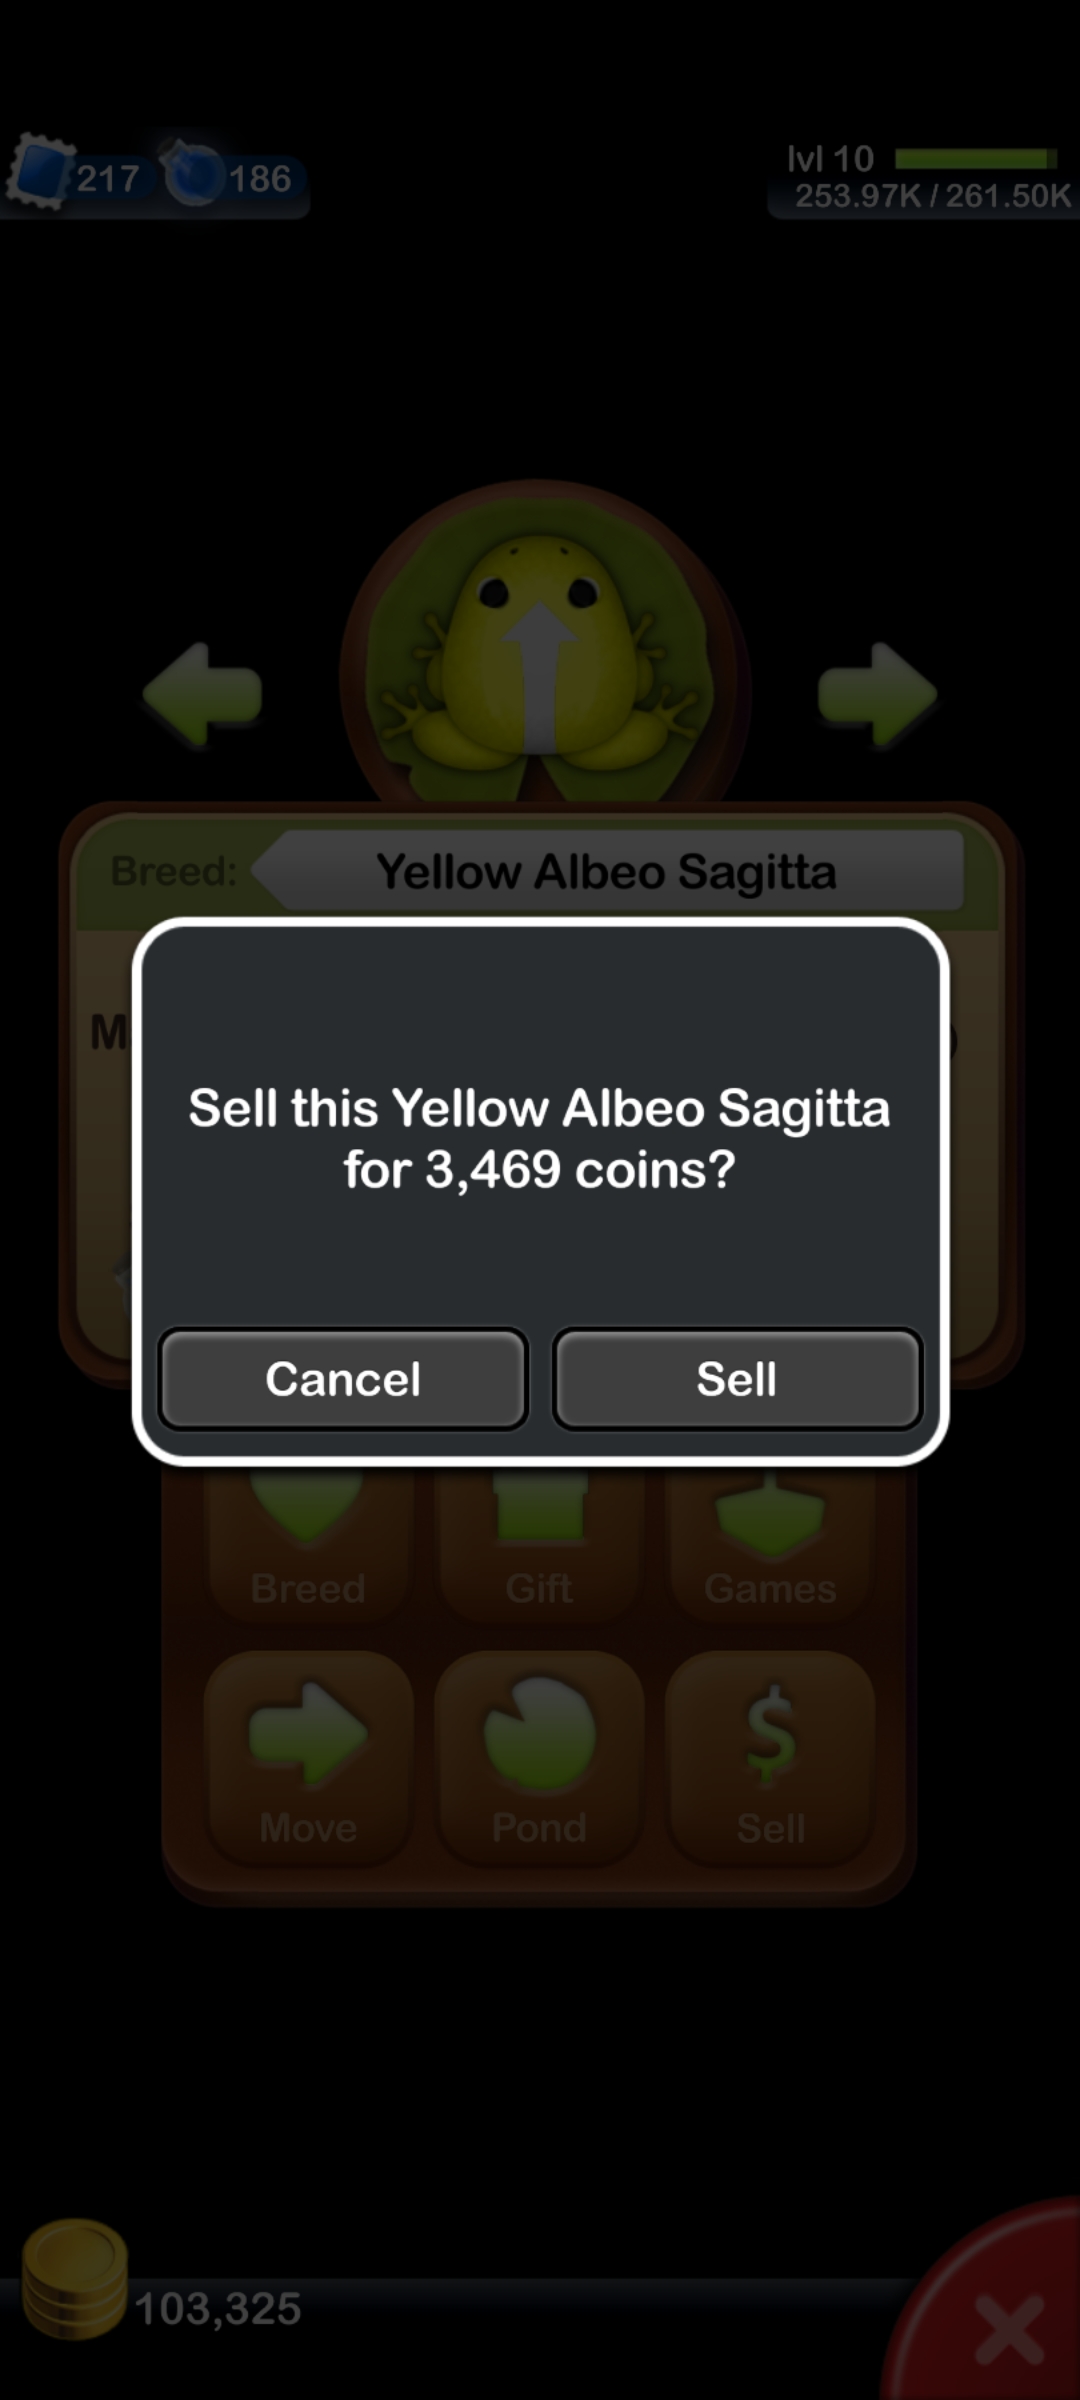 217
186
lvl 10
253.97K / 261.50K
Breed:
Yellow Albeo Sagitta
Sell this Yellow Albeo Sagitta
for 3,469 coins?
Cancel
Sell
Breed
Gift
Games
Move
Pond
$
Sell
103,325